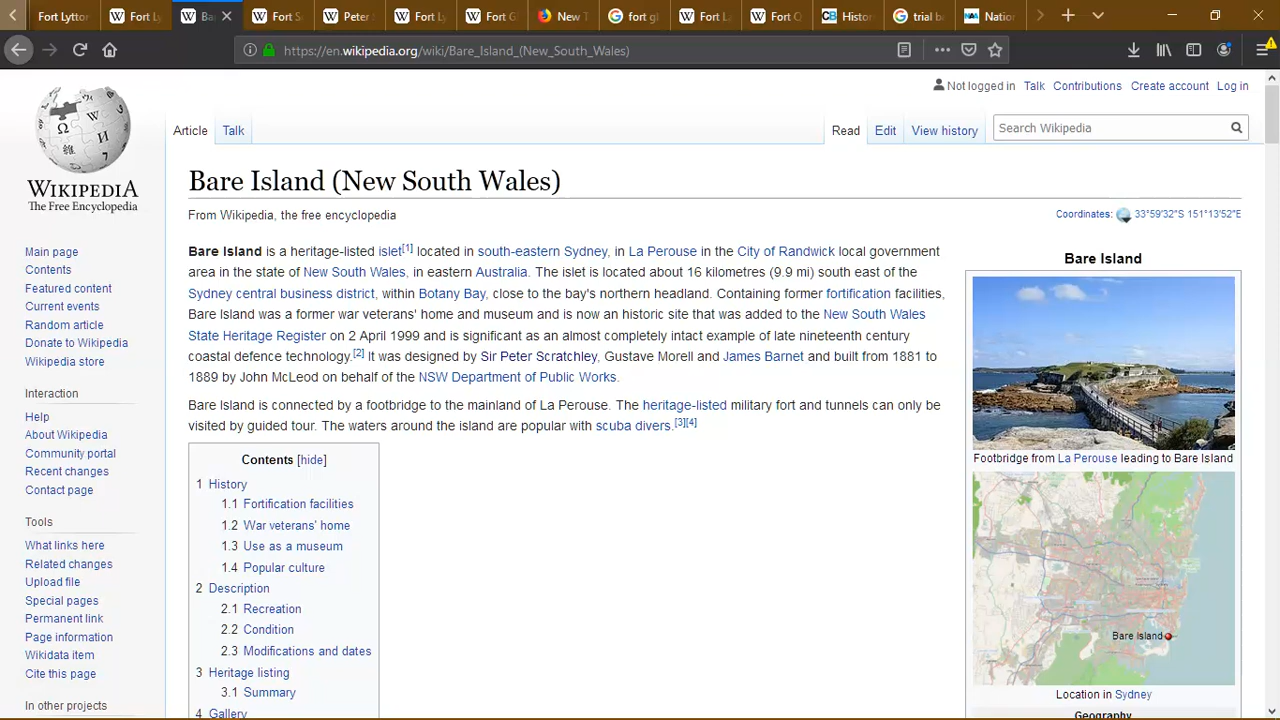 Fort Lyttor
Fort Ly
Ba
Fort S
Peter
Fort Ly
Fort G
New T
fort gl
Fort La
Fort Q
Histor
trial ba
Nation
https://en.wikipedia.org/wiki/Bare_Island_(New_South_Wales)
Not logged in Talk Contributions Create account Log in
Article Talk Read Edit View history Search Wikipedia
WIKIPEDIA
The Free Encyclopedia
Main page
Contents
Featured content
Current events
Random article
Donate to Wikipedia
Wikipedia store
Interaction
Help
About Wikipedia
Community portal
Recent changes
Contact page
Tools
What links here
Related changes
Upload file
Special pages
Permanent link
Page information
Wikidata item
Cite this page
In other projects
Bare Island (New South Wales)
From Wikipedia, the free encyclopedia
Coordinates: 33°59′32″S 151°13′52″E
Bare Island is a heritage-listed islet[1] located in south-eastern Sydney, in La Perouse in the City of Randwick local government
area in the state of New South Wales, in eastern Australia. The islet is located about 16 kilometres (9.9 mi) south east of the
Sydney central business district, within Botany Bay, close to the bay's northern headland. Containing former fortification facilities,
Bare Island was a former war veterans' home and museum and is now an historic site that was added to the New South Wales
State Heritage Register on 2 April 1999 and is significant as an almost completely intact example of late nineteenth century
coastal defence technology.[2] It was designed by Sir Peter Scratchley, Gustave Morell and James Barnet and built from 1881 to
1889 by John McLeod on behalf of the NSW Department of Public Works.
Bare Island is connected by a footbridge to the mainland of La Perouse. The heritage-listed military fort and tunnels can only be
visited by guided tour. The waters around the island are popular with scuba divers.[3][4]
Contents [hide]
1 History
1.1 Fortification facilities
1.2 War veterans' home
1.3 Use as a museum
1.4 Popular culture
2 Description
2.1 Recreation
2.2 Condition
2.3 Modifications and dates
3 Heritage listing
3.1 Summary
4 Gallery
Bare Island
Footbridge from La Perouse leading to Bare Island
Bare Island
Location in Sydney
Geography